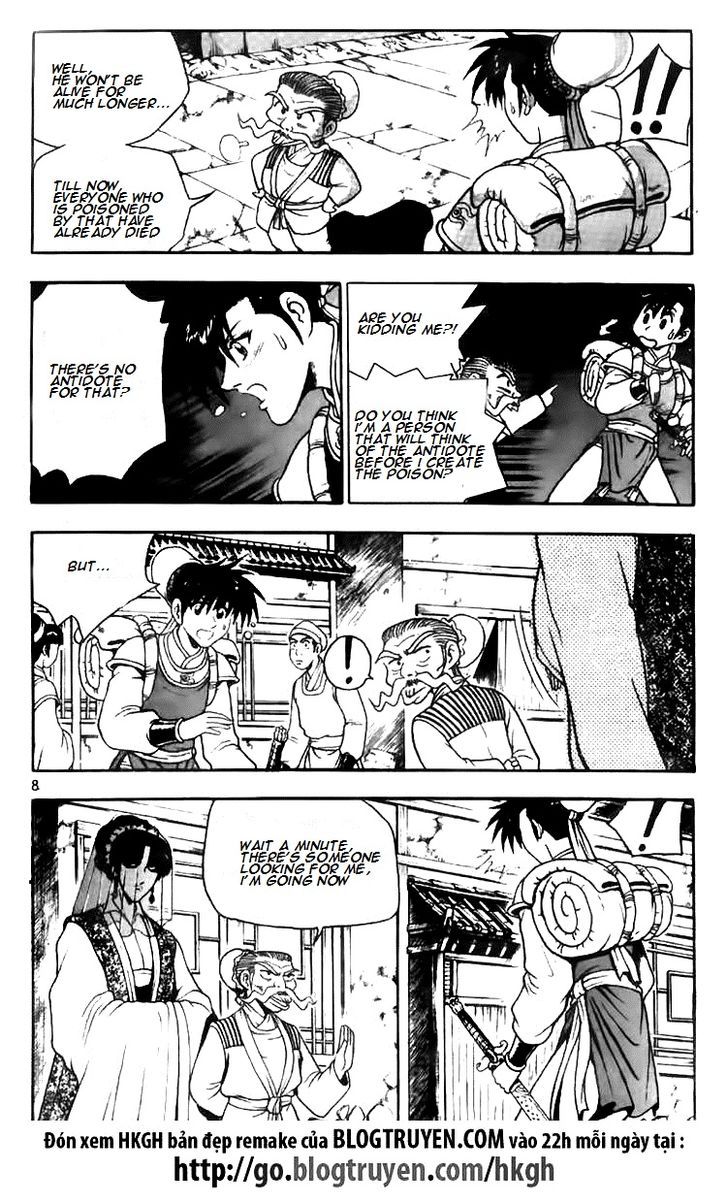 WELL,
HE WON'T BE
ALIVE FOR
MUCH LONGER...
!!
TILL NOW,
EVERYONE WHO
IS POISONED
BY THAT HAVE
ALREADY DIED
THERE'S NO
ANTIDOTE
FOR THAT?
ARE YOU
KIDDING ME?!
DO YOU THINK
I'M A PERSON
THAT WILL THINK
OF THE ANTIDOTE
BEFORE I CREATE
THE POISON?
BUT...
!
8
WAIT A MINUTE,
THERE'S SOMEONE
LOOKING FOR ME,
I'M GOING NOW
!!
Đón xem HKGH bản đẹp remake của BLOGTRUYEN.COM vào 22h mỗi ngày tại :
http://go.blogtruyen.com/hkgh